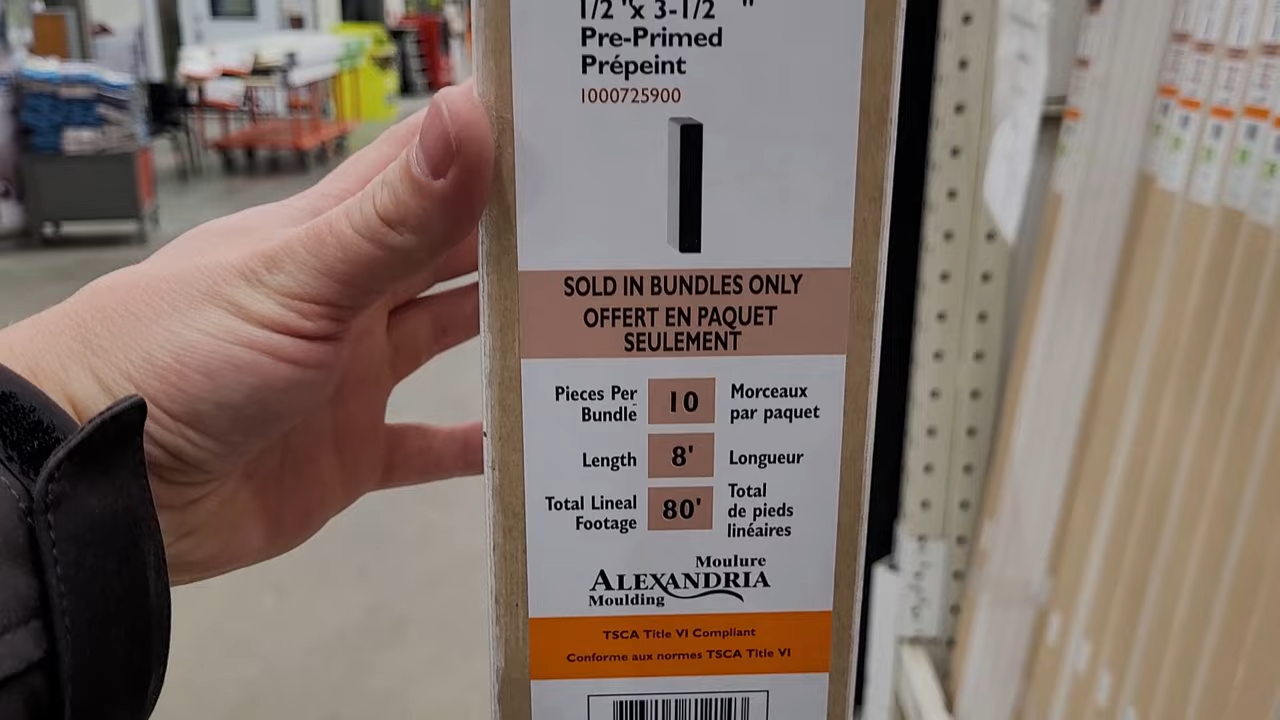 1/2 "x 3-1/2 "
Pre-Primed
Prépeint
1000725900
SOLD IN BUNDLES ONLY
OFFERT EN PAQUET
SEULEMENT
Pieces Per
Bundle
10
Morceaux
par paquet
Length
8'
Longueur
Total Lineal
Footage
80'
Total
de pieds
linéaires
Moulure
ALEXANDRIA
Moulding
TSCA Title VI Compliant
Conforme aux normes TSCA Title VI